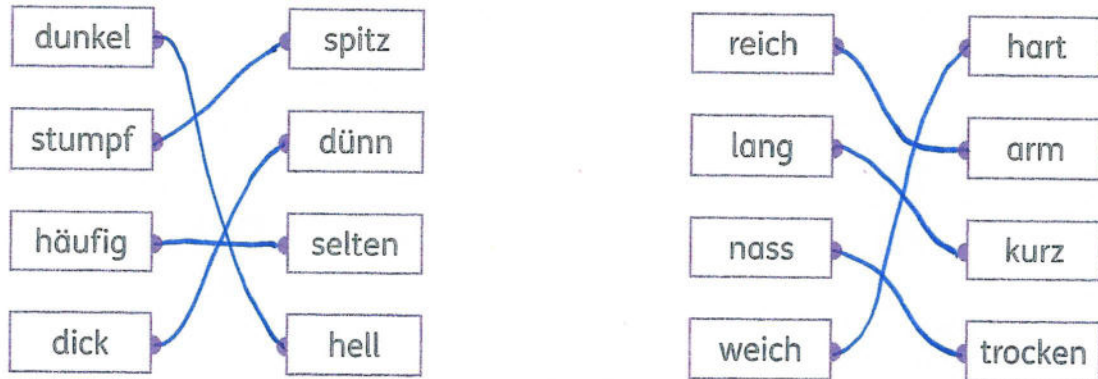 dunkel spitz reich hart
stumpf dünn lang arm
häufig selten nass kurz
dick hell weich trocken